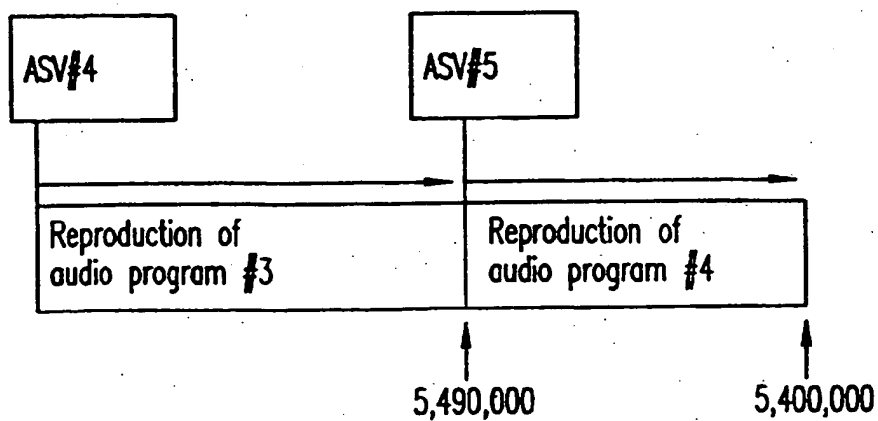 ASV#4
ASV#5
Reproduction of
audio program #3
Reproduction of
audio program #4
5,490,000
5,400,000